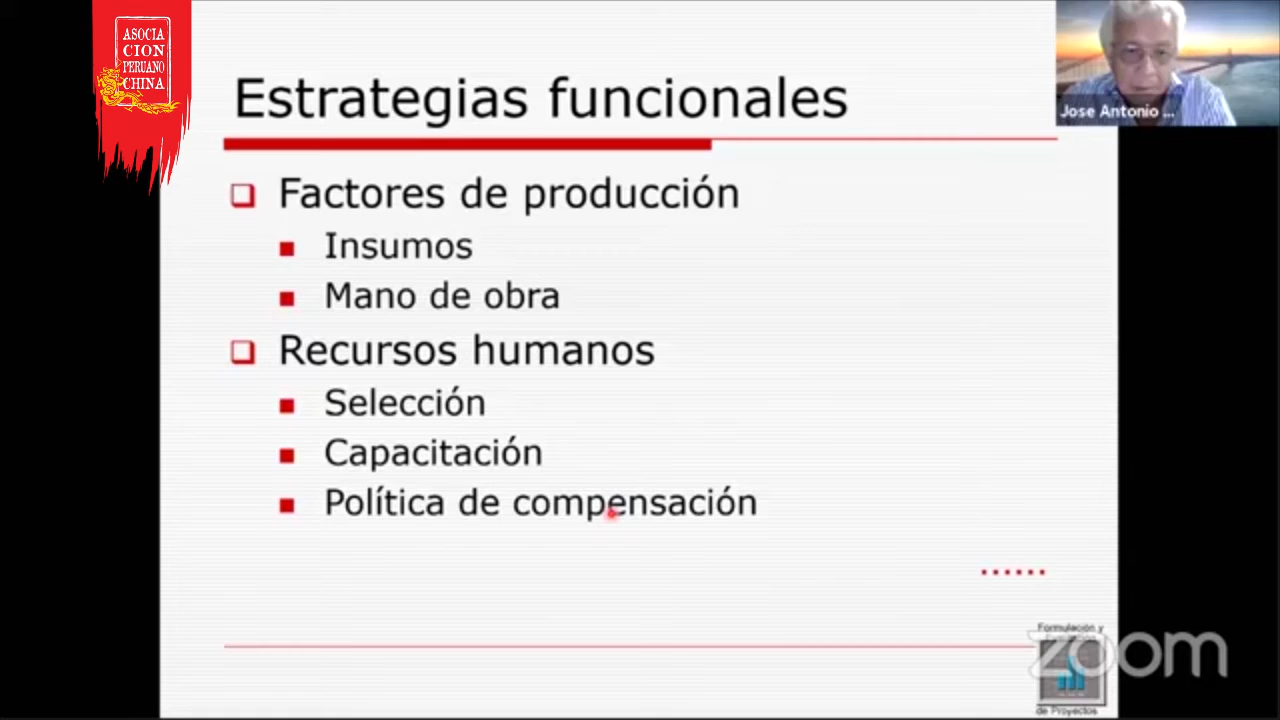 ASOCIA
CION
PERUANO
CHINA
Estrategias funcionales
Jose Antonio ...
Factores de producción
Insumos
Mano de obra
Recursos humanos
Selección
Capacitación
Política de compensación
......
Formulación y
zoom
de Proyectos